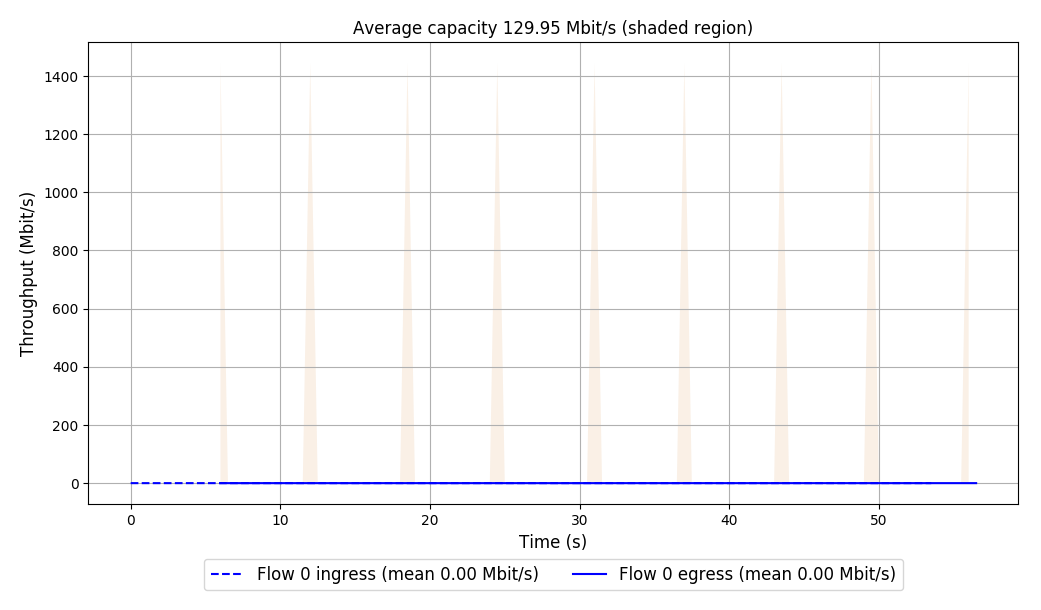 Average capacity 129.95 Mbit/s (shaded region)
Throughput (Mbit/s)
1400
1200
1000
800
600
400
200
0
0 10 20 30 40 50
Time (s)
Flow 0 ingress (mean 0.00 Mbit/s) Flow 0 egress (mean 0.00 Mbit/s)